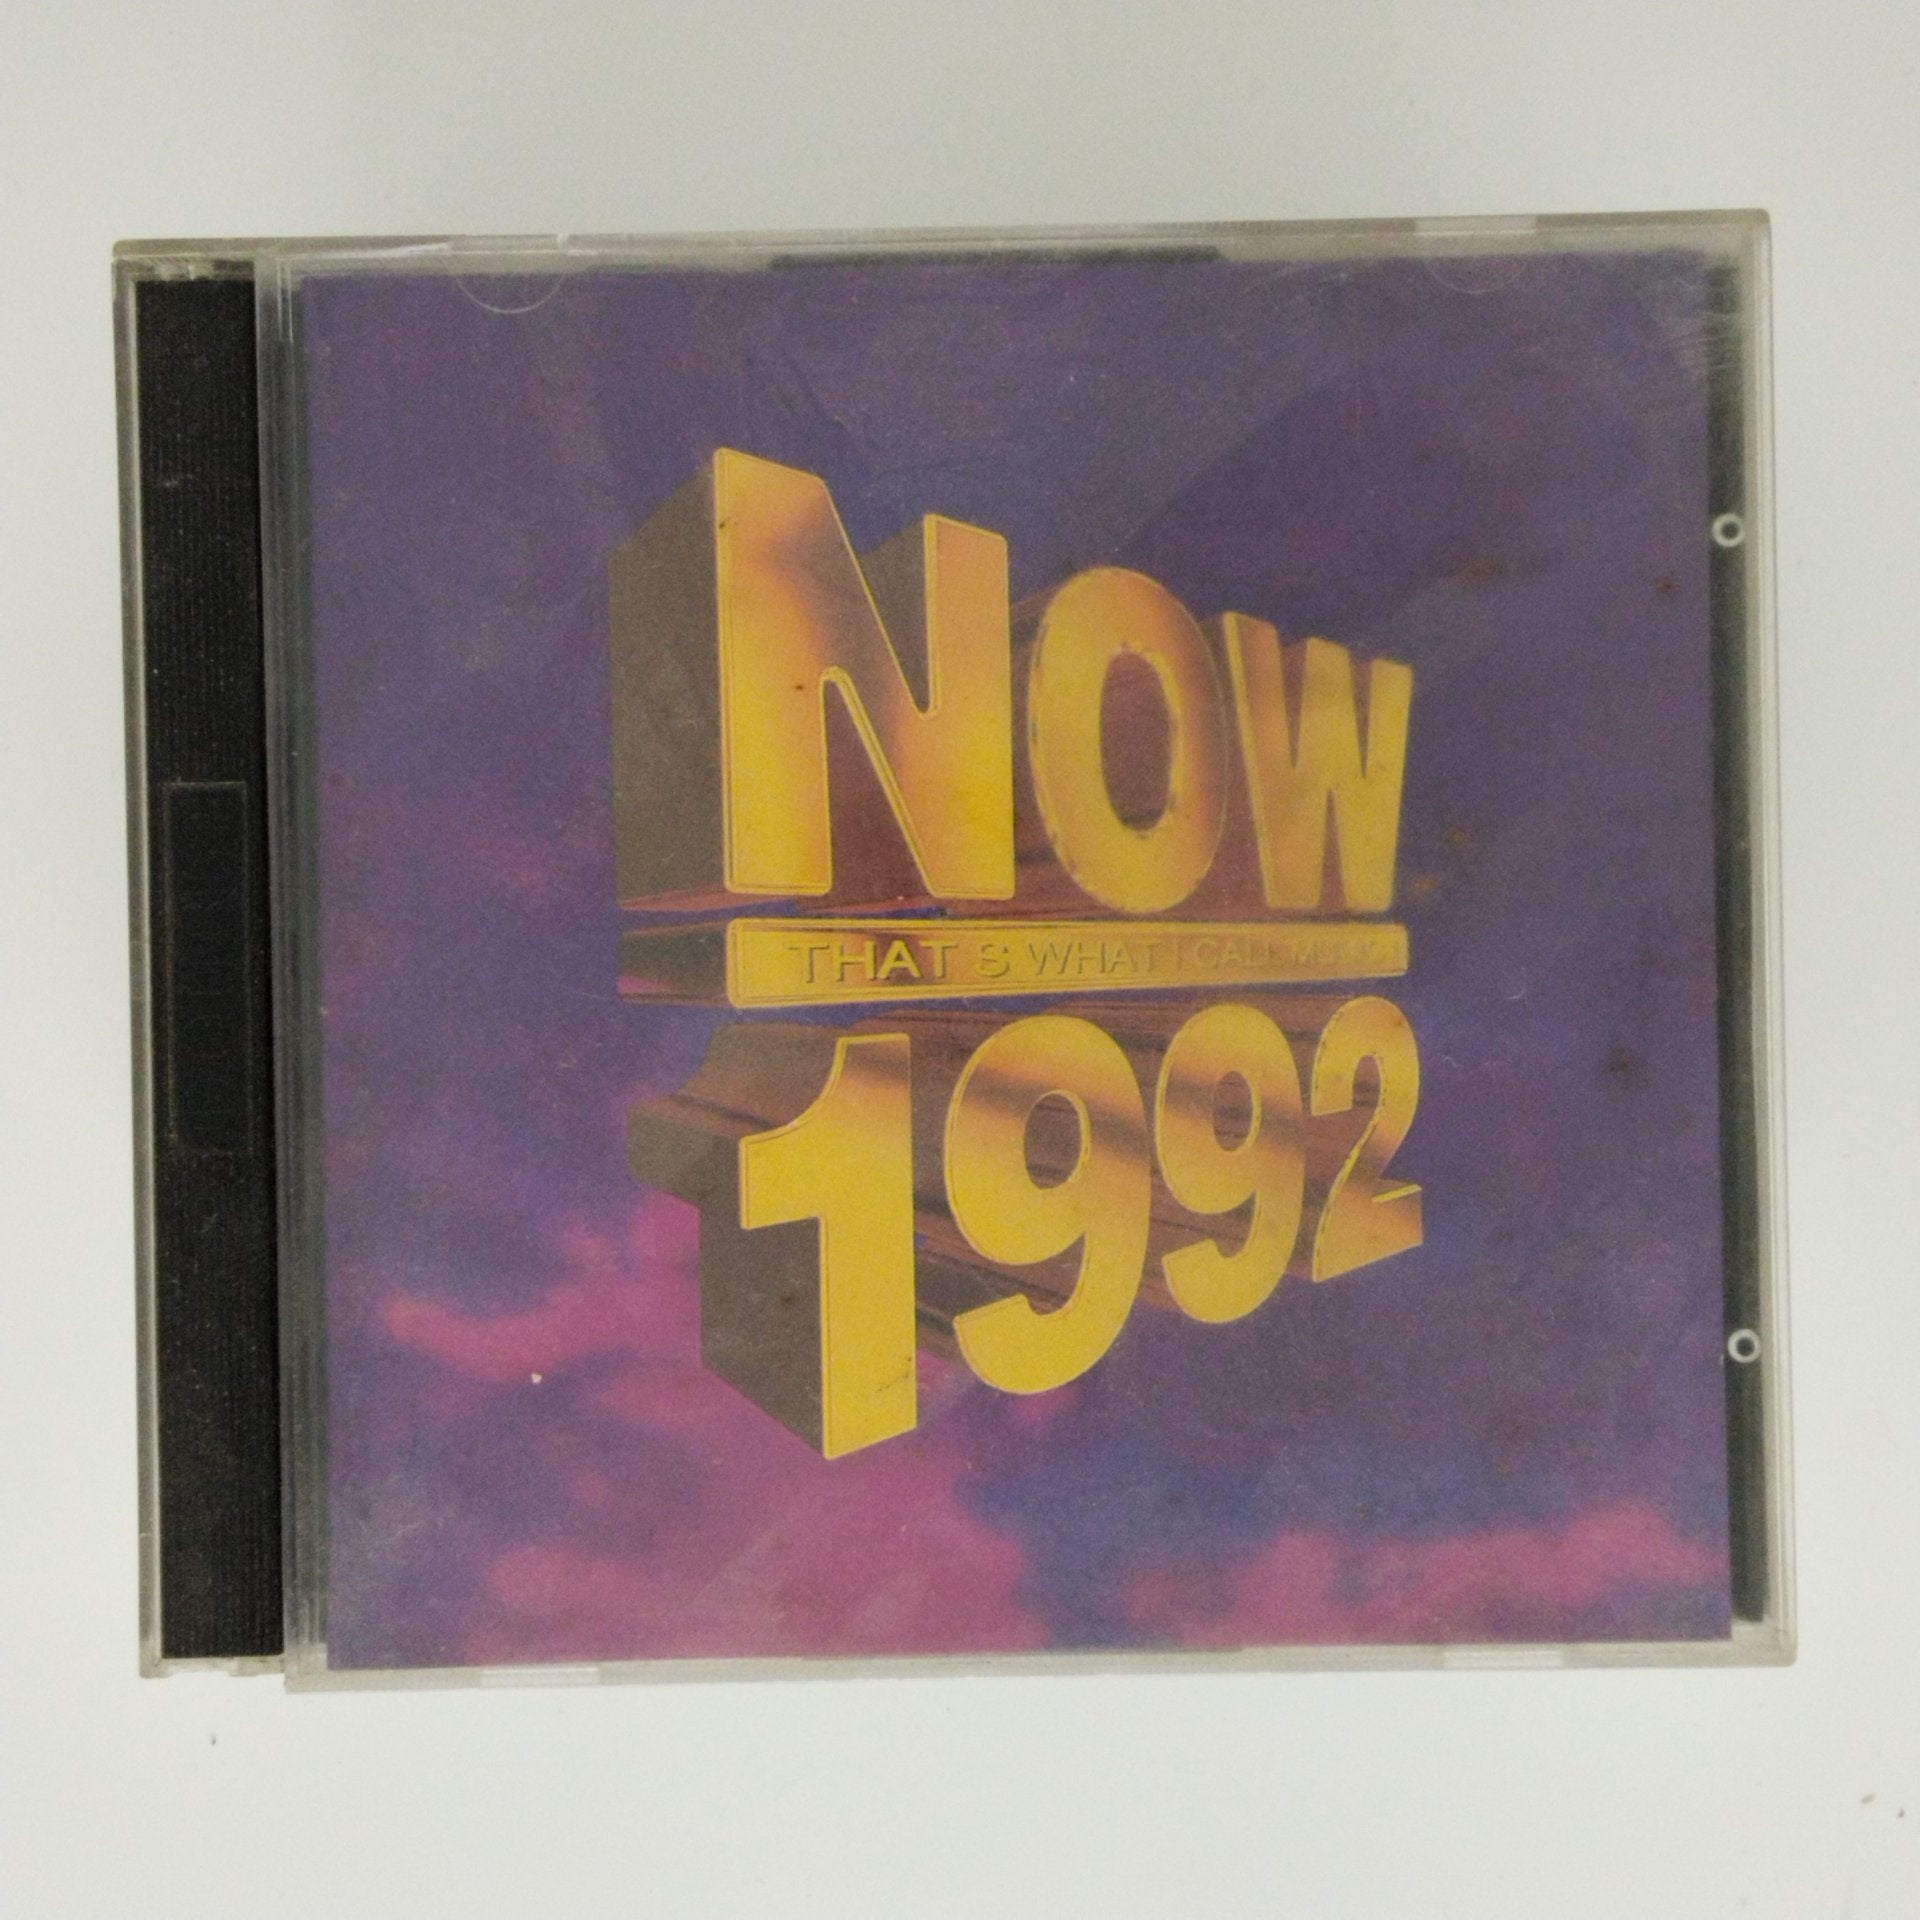 NOW
THAT'S WHAT I CALL MUSIC
1992